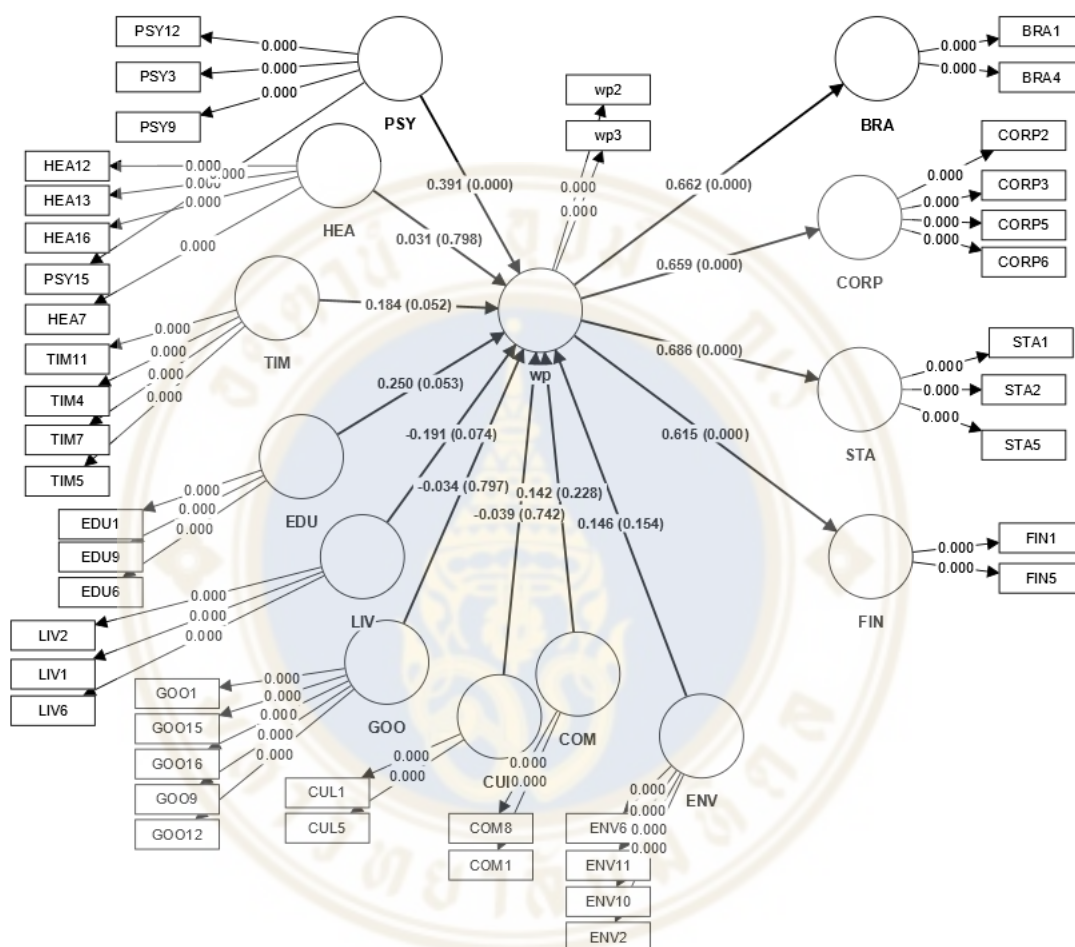 PSY12
PSY3
PSY9
0.000
0.000
0.000
PSY
HEA12
HEA13
HEA16
PSY15
HEA7
0.000
0.000
0.000
0.000
HEA
TIM11
TIM4
TIM7
TIM5
0.000
0.000
0.000
0.000
TIM
EDU1
EDU9
EDU6
0.000
0.000
0.000
EDU
LIV2
LIV1
LIV6
0.000
0.000
0.000
LIV
GOO1
GOO15
GOO16
GOO9
GOO12
0.000
0.000
0.000
0.000
0.000
GOO
CUL1
CUL5
0.000
0.000
COM8
COM1
0.000
0.000
COM
ENV6
ENV11
ENV10
ENV2
0.000
0.000
0.000
0.000
ENV
0.391 (0.000)
0.031 (0.798)
0.184 (0.052)
0.250 (0.053)
-0.191 (0.074)
-0.034 (0.797)
0.142 (0.228)
-0.039 (0.742)
0.146 (0.154)
wp
wp2
wp3
0.000
0.000
0.662 (0.000)
0.659 (0.000)
0.686 (0.000)
0.615 (0.000)
BRA
0.000
0.000
BRA1
BRA4
CORP
0.000
0.000
0.000
0.000
CORP2
CORP3
CORP5
CORP6
STA
0.000
0.000
0.000
STA1
STA2
STA5
FIN
0.000
0.000
FIN1
FIN5